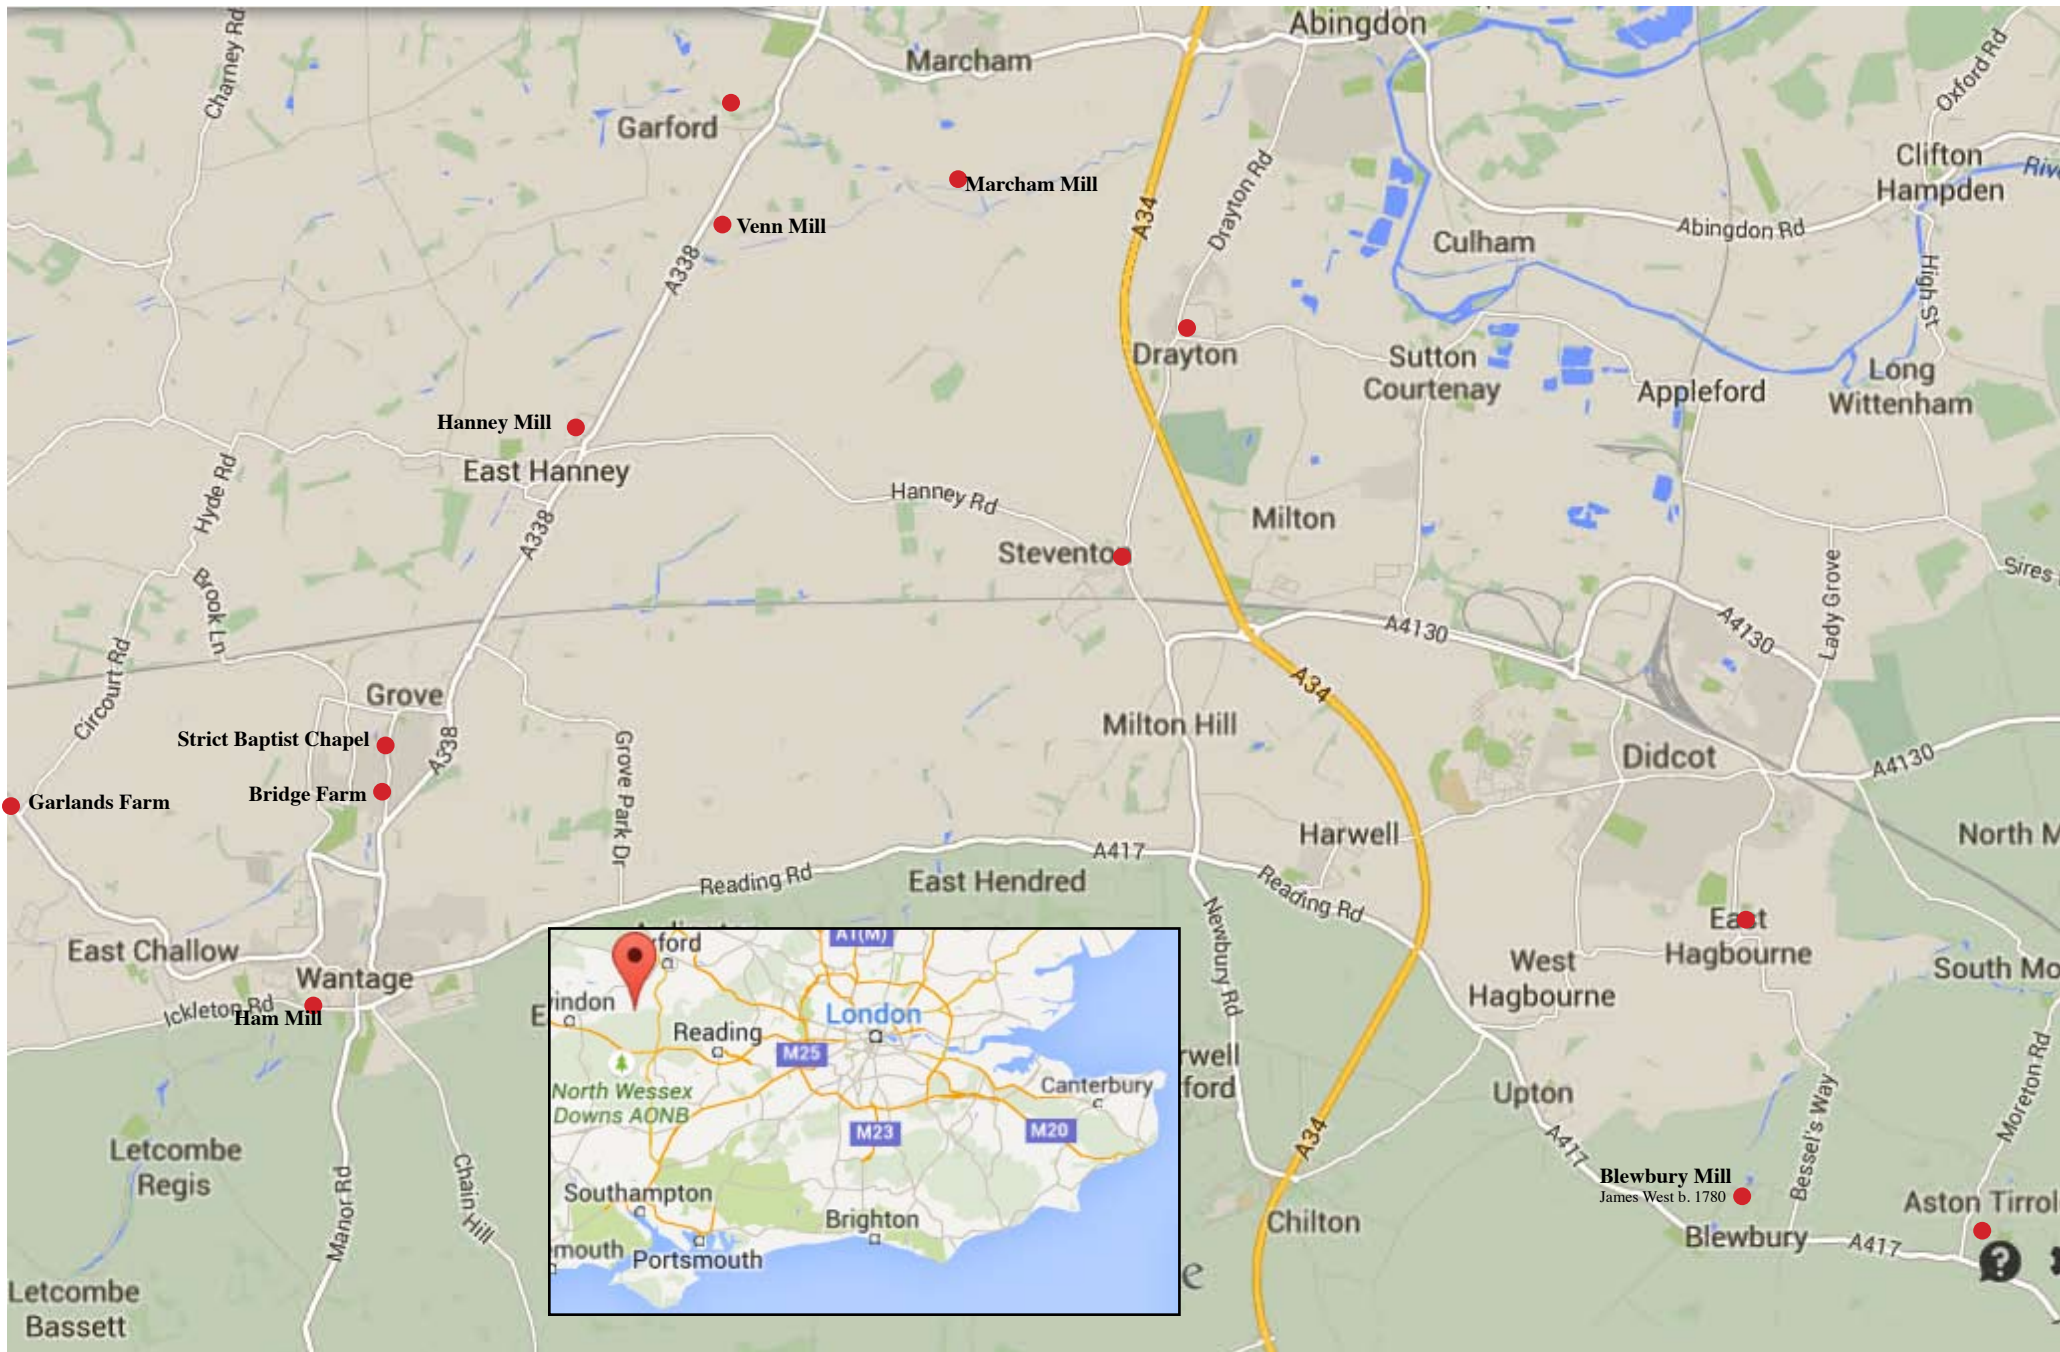 Charney Rd
Marcham
Abingdon
Oxford Rd
Garford
Marcham Mill
Venn Mill
A338
A34
Drayton Rd
Clifton
Hampden
Abingdon Rd
Culham
High St
Drayton
Sutton
Courtenay
Appleford
Long
Wittenham
Hanney Mill
East Hanney
Hyde Rd
Hanney Rd
A338
Milton
Steventon
Brook Ln
Sires
Lady Grove
A4130
A4130
Circourt Rd
Grove
A34
Strict Baptist Chapel
A338
Milton Hill
Grove Park Dr
Didcot
A4130
Garlands Farm
Bridge Farm
Harwell
North M
A417
Reading Rd
East Hendred
Reading Rd
Newbury Rd
East
Hagbourne
East Challow
Wantage
West
Hagbourne
South Mo
Ickleton Rd
Ham Mill
E
xford
A1(M)
indon
Reading
London
M25
North Wessex
Downs AONB
Canterbury
M23
M20
Southampton
Brighton
mouth
Portsmouth
rwell
ford
Upton
Moreton Rd
Letcombe
Regis
Manor Rd
Chain Hill
A34
A417
Bessel's Way
Blewbury Mill
James West b. 1780
Aston Tirrol
Chilton
Blewbury
A417
e
?
Letcombe
Bassett